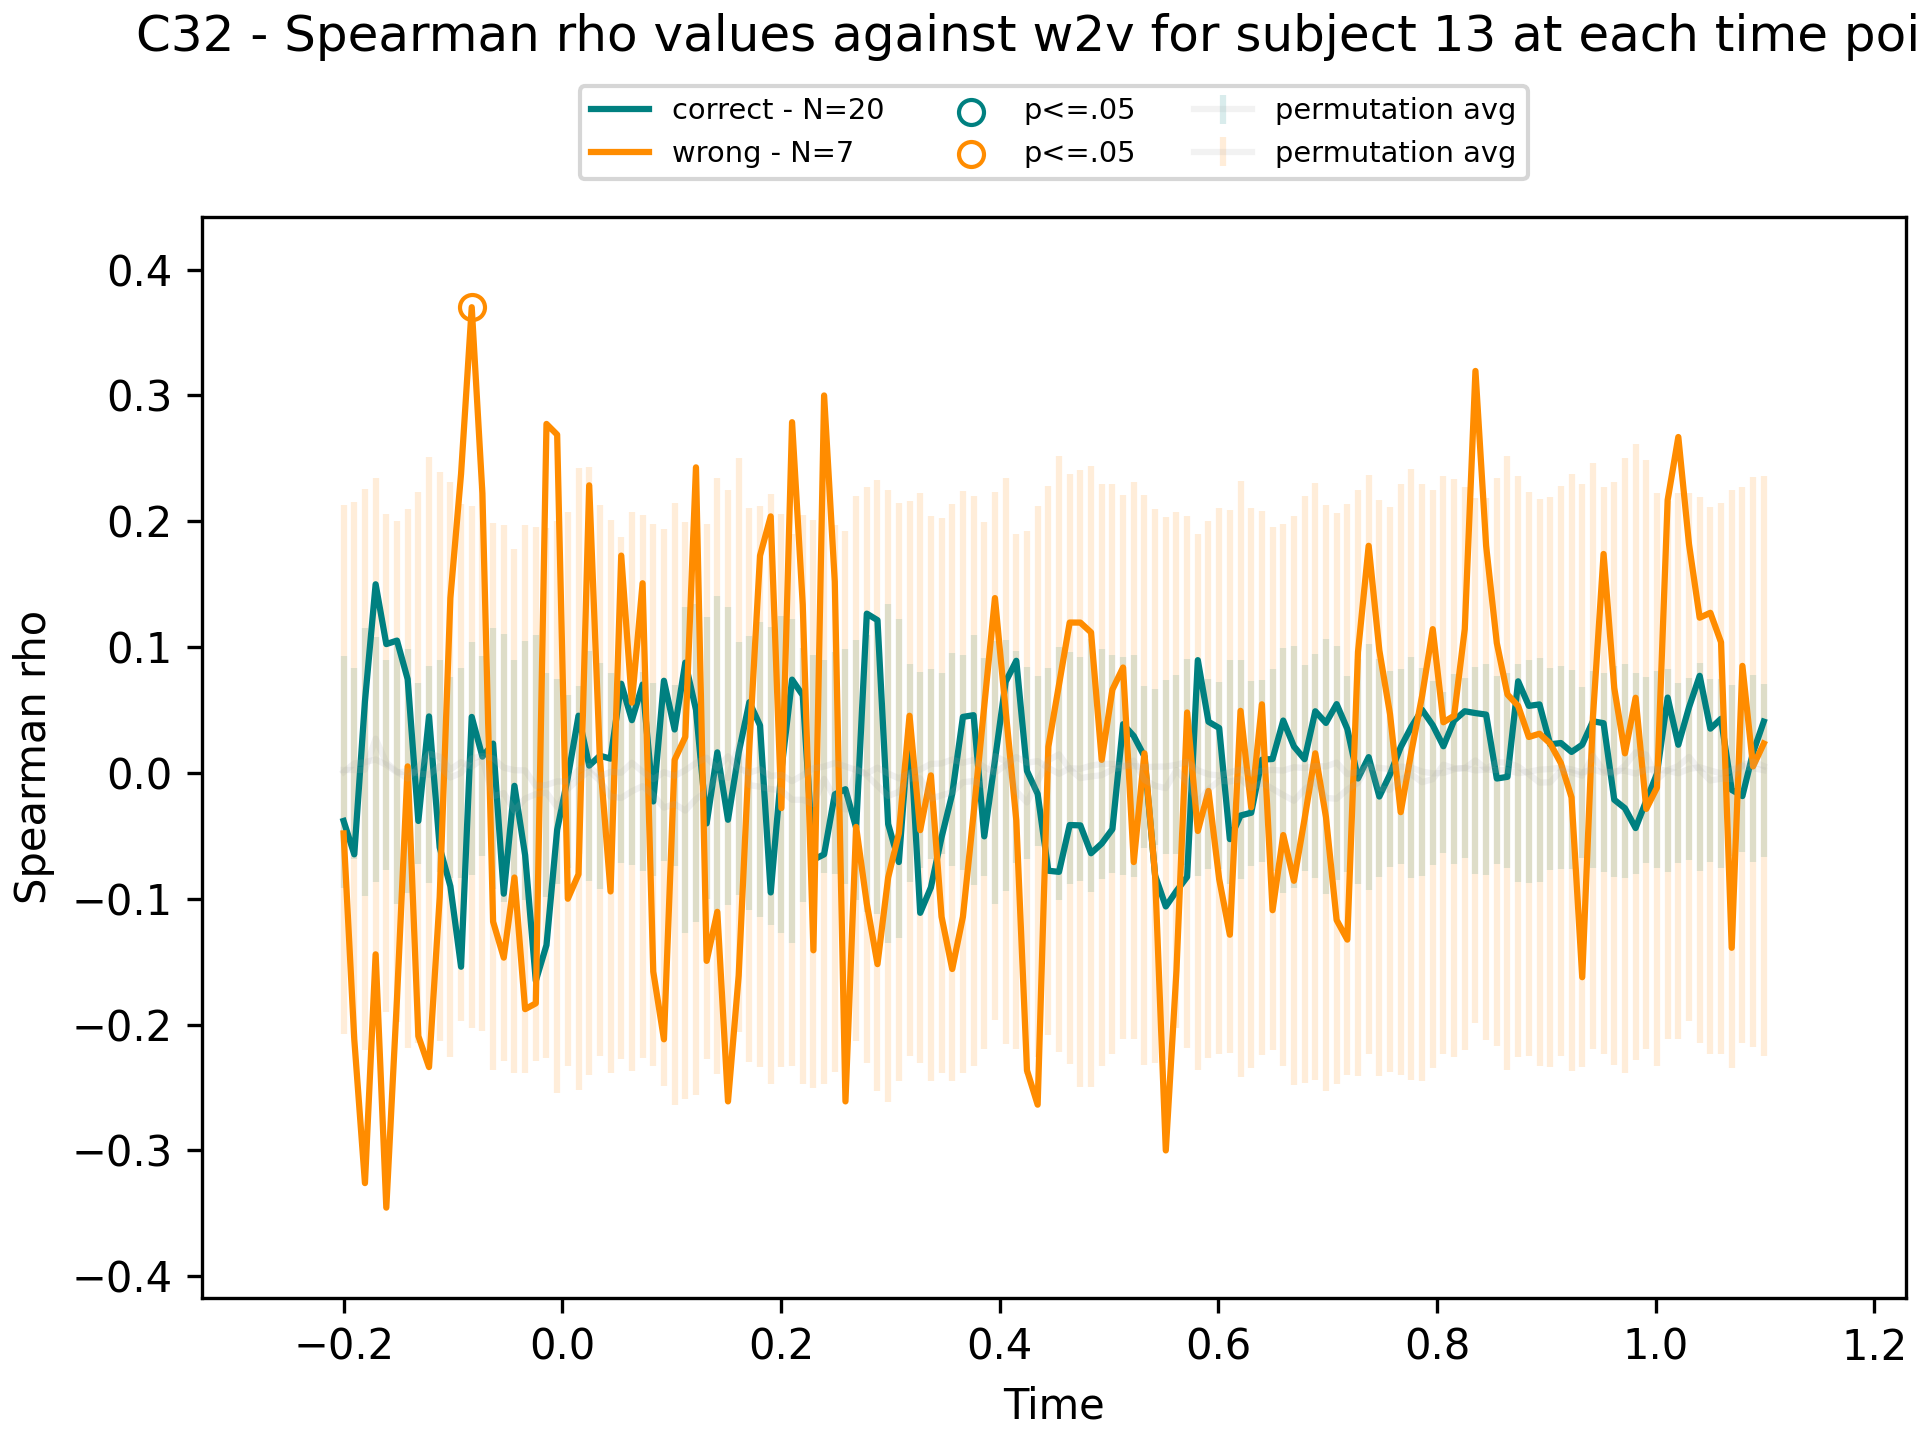 C32 - Spearman rho values against w2v for subject 13 at each time poi
correct - N=20 p<=.05 permutation avg
wrong - N=7 p<=.05 permutation avg
0.4
0.3
0.2
0.1
0.0
−0.1
−0.2
−0.3
−0.4
Spearman rho
−0.2 0.0 0.2 0.4 0.6 0.8 1.0 1.2
Time